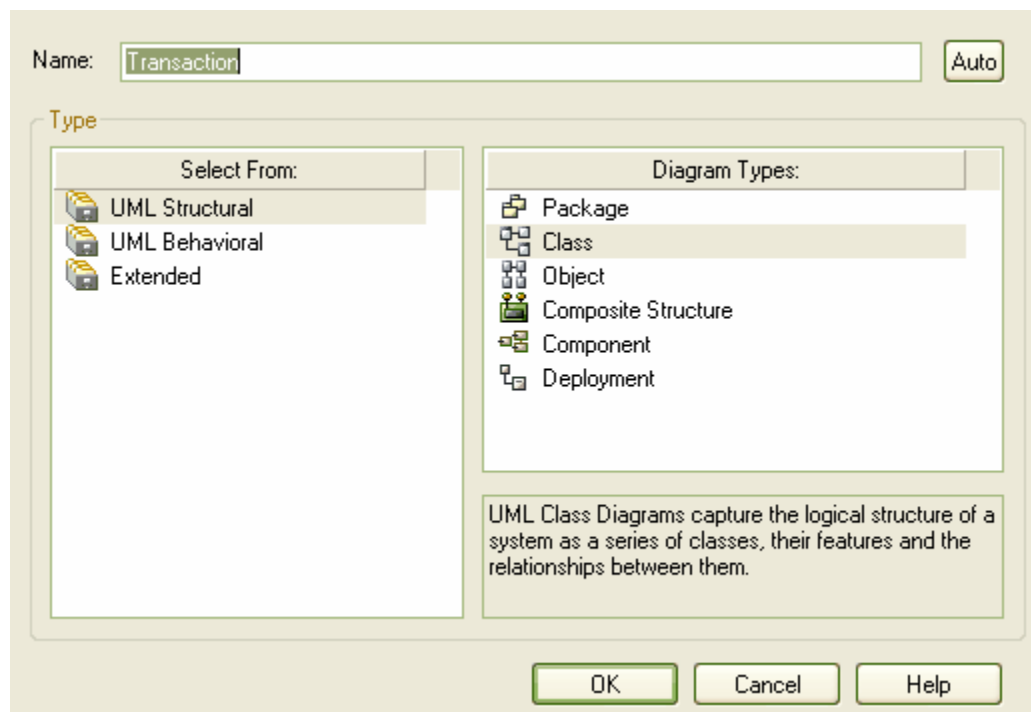 Name: Transaction Auto
Type
Select From:
UML Structural
UML Behavioral
Extended
Diagram Types:
Package
Class
Object
Composite Structure
Component
Deployment
UML Class Diagrams capture the logical structure of a
system as a series of classes, their features and the
relationships between them.
OK Cancel Help